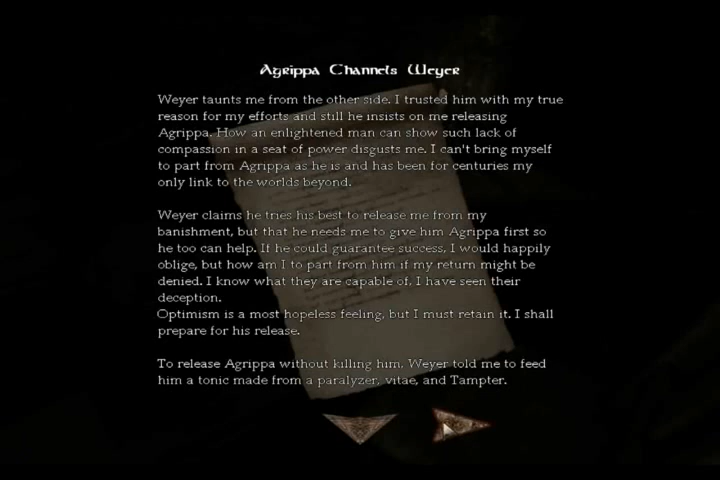 Agrippa Channels Weyer
Weyer taunts me from the other side. I trusted him with my true
reason for my efforts and still he insists on me releasing
Agrippa. How an enlightened man can show such lack of
compassion in a seat of power disgusts me. I can't bring myself
to part from Agrippa as he is and has been for centuries my
only link to the worlds beyond.
Weyer claims he tries his best to release me from my
banishment, but that he needs me to give him Agrippa first so
he too can help. If he could guarantee success, I would happily
oblige, but how am I to part from him if my return might be
denied. I know what they are capable of, I have seen their
deception.
Optimism is a most hopeless feeling, but I must retain it. I shall
prepare for his release.
To release Agrippa without killing him, Weyer told me to feed
him a tonic made from a paralyzer, vitae, and Tampter.